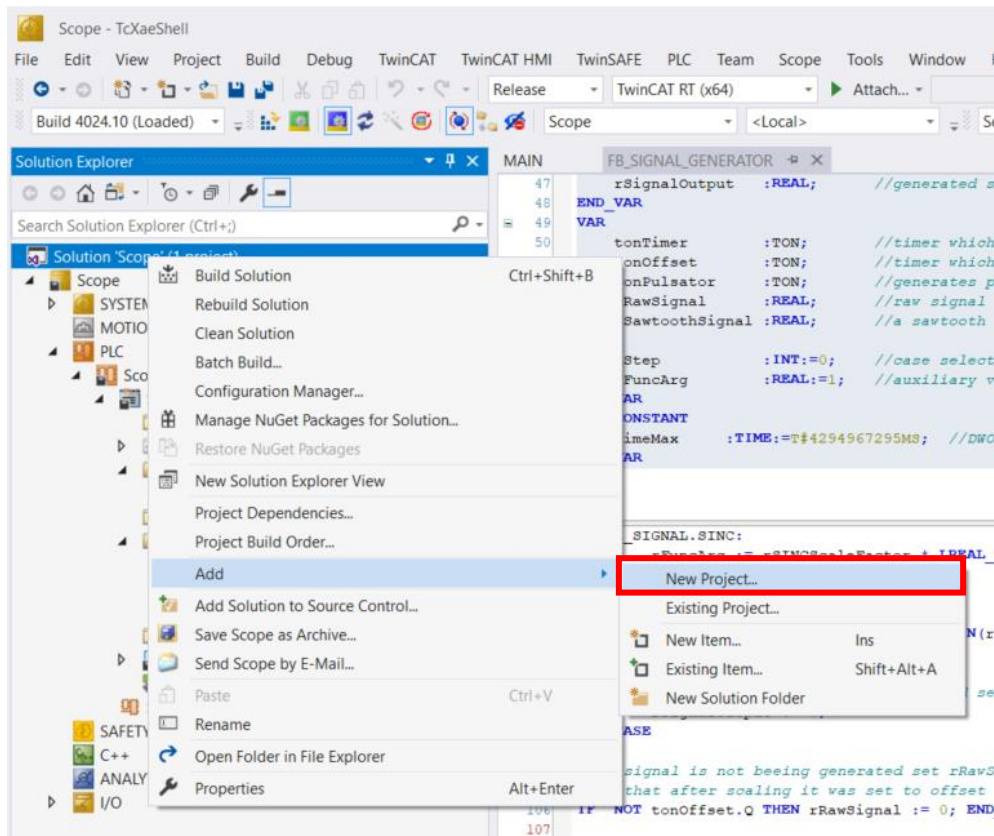 Scope - TcXaeShell
File Edit View Project Build Debug TwinCAT TwinCAT HMI TwinSAFE PLC Team Scope Tools Window
Release TwinCAT RT (x64) Attach...
Build 4024.10 (Loaded) Scope <Local>
Solution Explorer
Search Solution Explorer (Ctrl+;)
Solution 'Scope' (1 project)
Scope
SYSTEM
MOTIO
PLC
Sco
SAFETY
C++
ANALY
I/O
Build Solution Ctrl+Shift+B
Rebuild Solution
Clean Solution
Batch Build...
Configuration Manager...
Manage NuGet Packages for Solution...
Restore NuGet Packages
New Solution Explorer View
Project Dependencies...
Project Build Order...
Add
Add Solution to Source Control...
Save Scope as Archive...
Send Scope by E-Mail...
Paste Ctrl+V
Rename
Open Folder in File Explorer
Properties Alt+Enter
New Project...
Existing Project...
New Item... Ins
Existing Item... Shift+Alt+A
New Solution Folder
MAIN FB_SIGNAL_GENERATOR
47 rSignalOutput :REAL; //generated s
48 END_VAR
49 VAR
50 tonTimer :TON; //timer which
onOffset :TON; //timer which
onPulsator :TON; //generates p
RawSignal :REAL; //raw signal
SawtoothSignal :REAL; //a sawtooth
Step :INT:=0; //case select
FuncArg :REAL:=1; //auxiliary v
AR
ONSTANT
imeMax :TIME:=T#4294967295MS; //DWO
AR
_SIGNAL.SINC:
rFuncArg := rSINCScaleFactor * LREAL_
N(r
se
ASE
signal is not beeing generated set rRawS
that after scaling it was set to offset
106 IF NOT tonOffset.Q THEN rRawSignal := 0; END
107